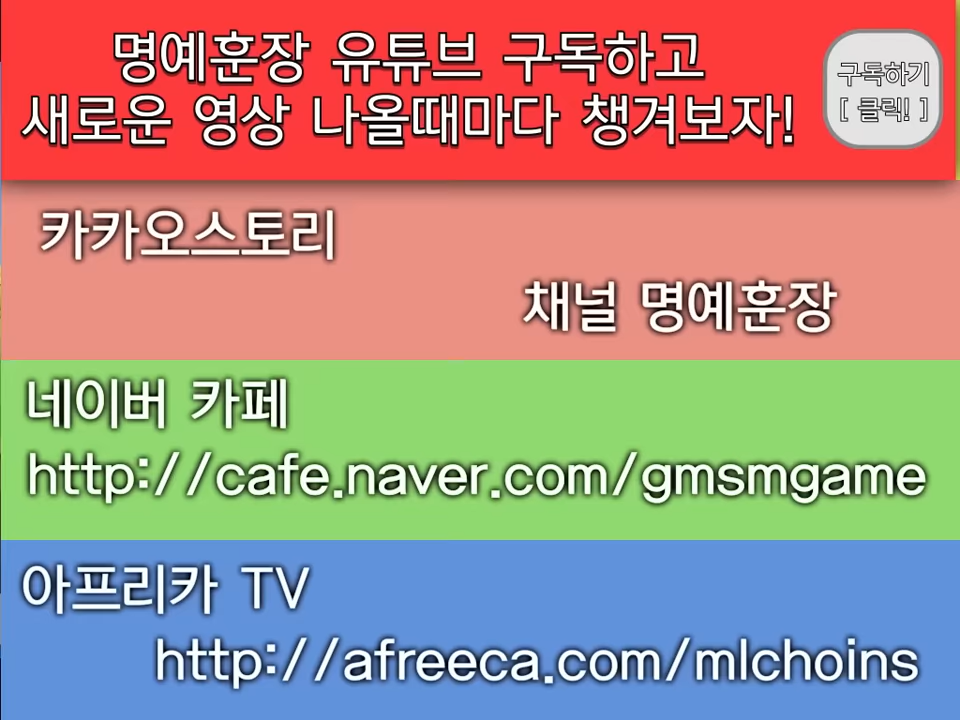 명예훈장 유튜브 구독하고
새로운 영상 나올때마다 챙겨보자!
구독하기
[ 클릭! ]
카카오스토리
채널 명예훈장
네이버 카페
http://cafe.naver.com/gmsmgame
아프리카 TV
http://afreeca.com/mlchoins